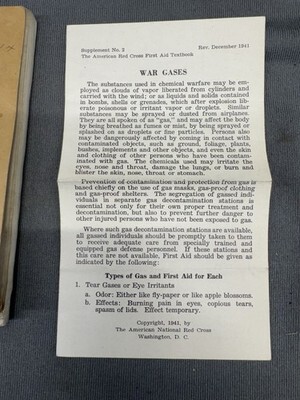 Supplement No. 2 Rev. December 1941
The American Red Cross First Aid Textbook
WAR GASES
The substances used in chemical warfare may be em-
ployed as clouds of vapor liberated from cylinders and
carried with the wind; or as liquids and solids contained
in bombs, shells or grenades, which after explosion lib-
erate poisonous or irritant vapor or droplets. Similar
substances may be sprayed or dusted from airplanes.
They are all spoken of as "gas," and may affect the body
by being breathed as fumes or mist, by being sprayed or
splashed on as droplets or fine particles. Persons also
may be dangerously affected by coming in contact with
contaminated objects, such as ground, foliage, plants,
bushes, implements and other objects, and even the skin
and clothing of other persons who have been contam-
inated with gas. The chemicals used may irritate the
eyes, nose and throat, choke the lungs, or burn and
blister the skin, nose, throat or stomach.
Prevention of contamination and protection from gas is
based chiefly on the use of gas masks, gas-proof clothing
and gas-proof shelters. The segregation of gassed indi-
viduals in separate gas decontamination stations is
essential not only for their own proper treatment and
decontamination, but also to prevent further danger to
other injured persons who have not been exposed to gas.
Where such gas decontamination stations are available,
all gassed individuals should be promptly taken to them
to receive adequate care from specially trained and
equipped gas defense personnel. If these stations and
this care are not available, First Aid should be given as
indicated by the following:
Types of Gas and First Aid for Each
1. Tear Gases or Eye Irritants
a. Odor: Either like fly-paper or like apple blossoms.
b. Effects: Burning pain in eyes, copious tears,
spasm of lids. Effect temporary.
Copyright, 1941, by
The American National Red Cross
Washington, D. C.